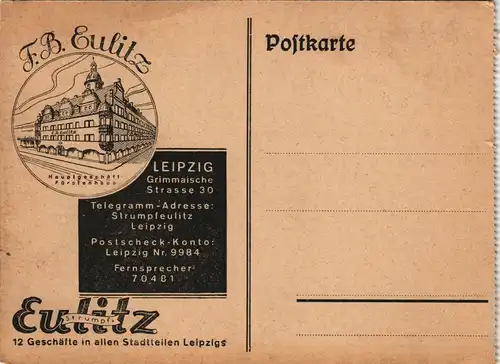 F.B. Eulitz
Hauptgeschäft
Fürstenhaus
LEIPZIG
Grimmaische
Strasse 30
Telegramm-Adresse:
Strumpfeulitz
Leipzig
Postscheck-Konto:
Leipzig Nr. 9984
Fernsprecher
70481
Eulitz
Strümpfe
12 Geschäfte in allen Stadtteilen Leipzigs
Postkarte